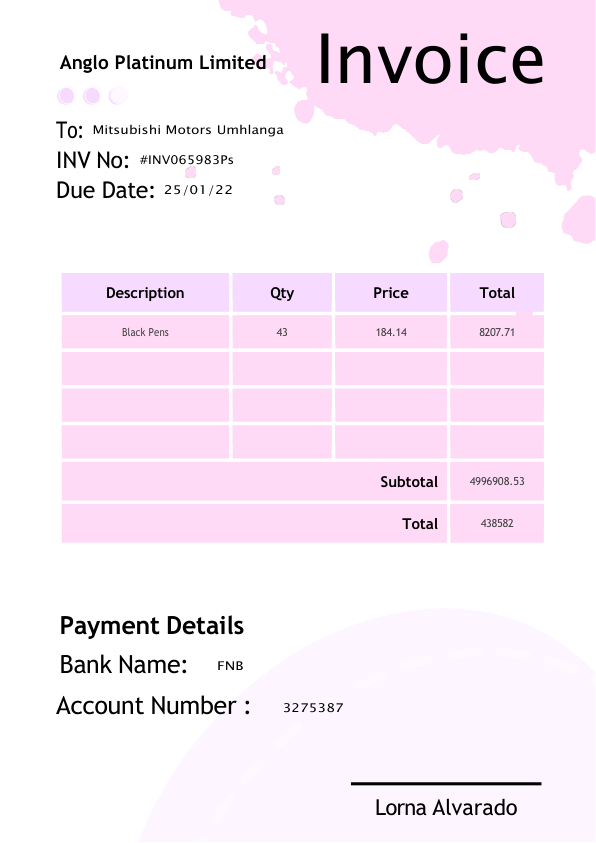 Invoice
Anglo Platinum Limited
To: Mitsubishi Motors Umhlanga
INV No: #INV065983Ps
Due Date: 25/01/22
Description Qty Price Total
Black Pens 43 184.14 8207.71
Subtotal 4996908.53
Total 438582
Payment Details
Bank Name: FNB
Account Number : 3275387
Lorna Alvarado